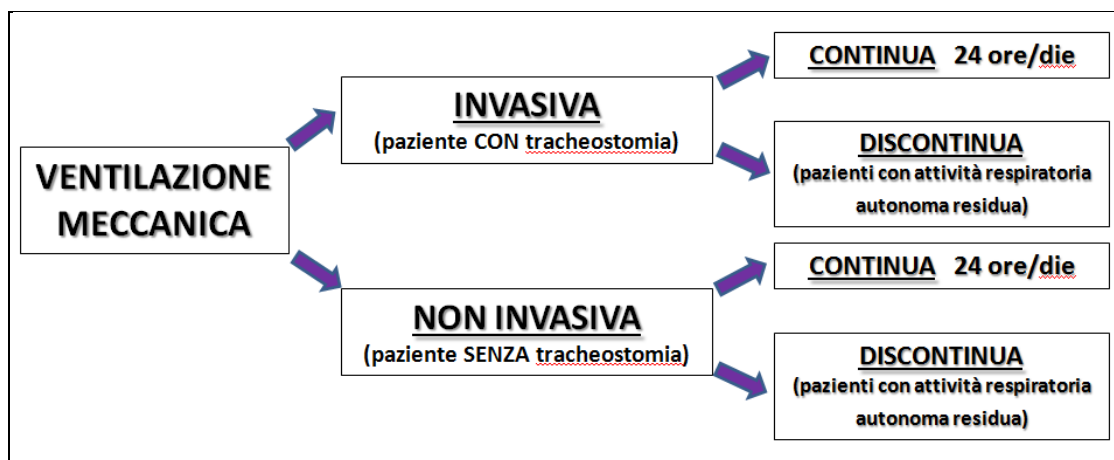 VENTILAZIONE
MECCANICA
INVASIVA
(paziente CON tracheostomia)
CONTINUA 24 ore/die
DISCONTINUA
(pazienti con attività respiratoria
autonoma residua)
NON INVASIVA
(paziente SENZA tracheostomia)
CONTINUA 24 ore/die
DISCONTINUA
(pazienti con attività respiratoria
autonoma residua)